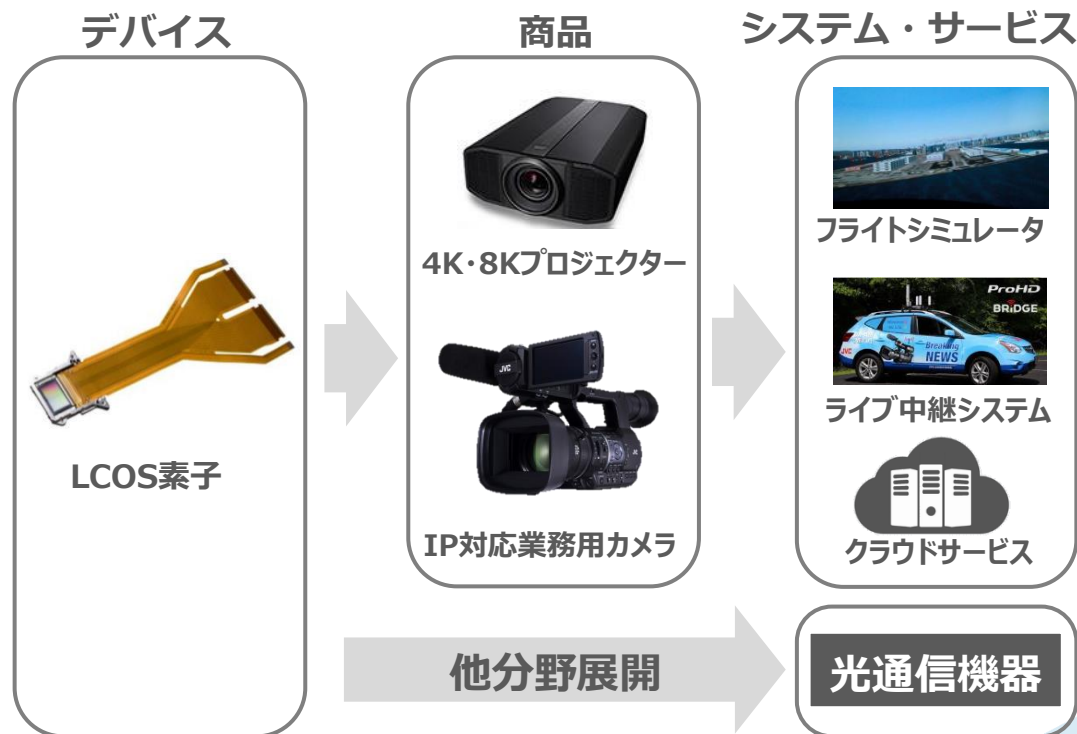 デバイス
商品
システム・サービス
4K・8Kプロジェクター
フライトシミュレータ
ProHD
BRiDGE
JVC
Breaking
NEWS
JVC
ライブ中継システム
LCOS素子
IP対応業務用カメラ
クラウドサービス
他分野展開
光通信機器